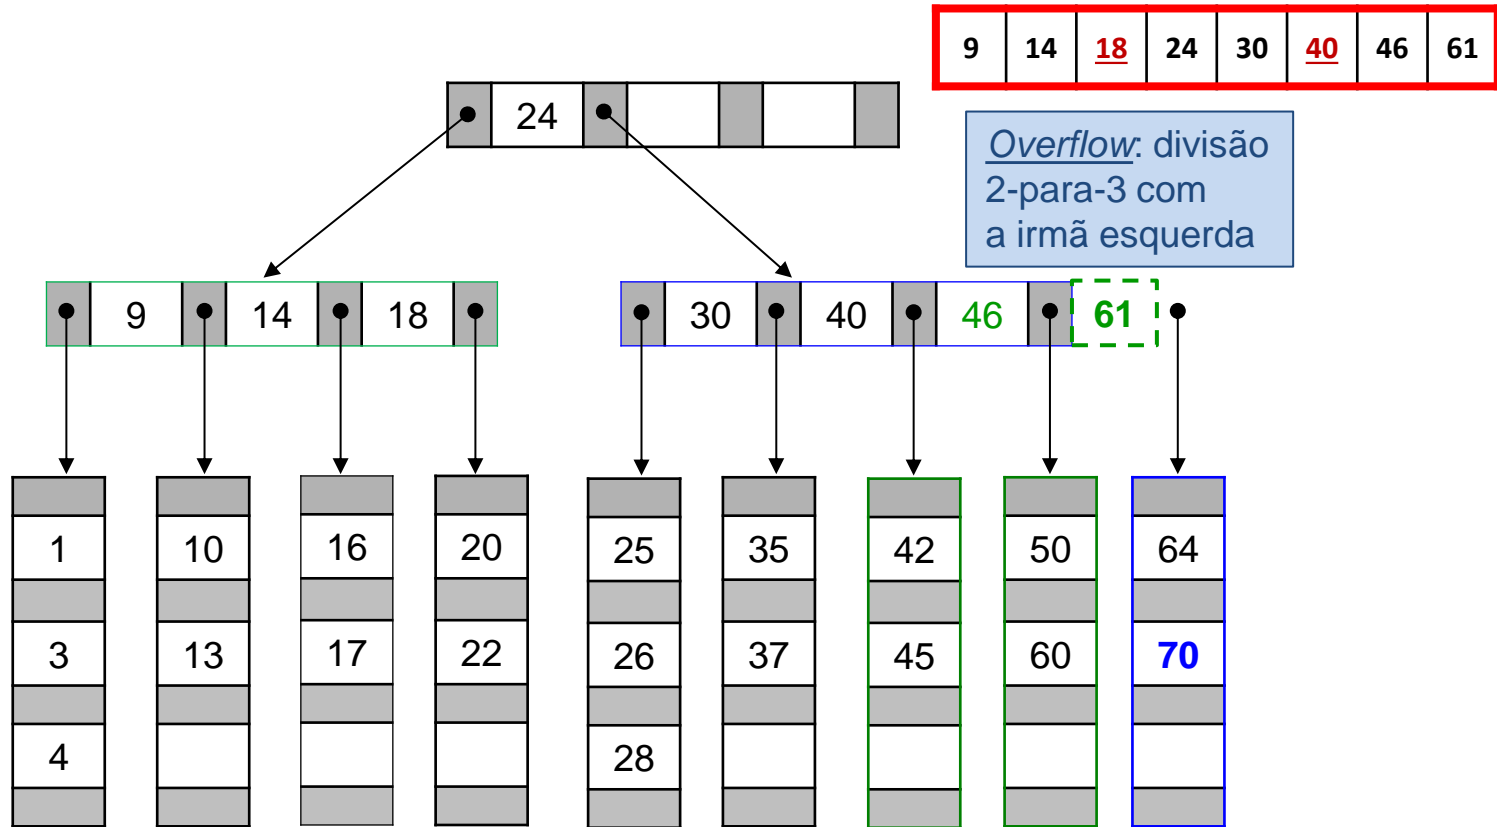 9 14 18 24 30 40 46 61
24
Overflow: divisão
2-para-3 com
a irmã esquerda
9 14 18
30 40 46 61
1 10 16 20 25 35 42 50 64
3 13 17 22 26 37 45 60 70
4 28